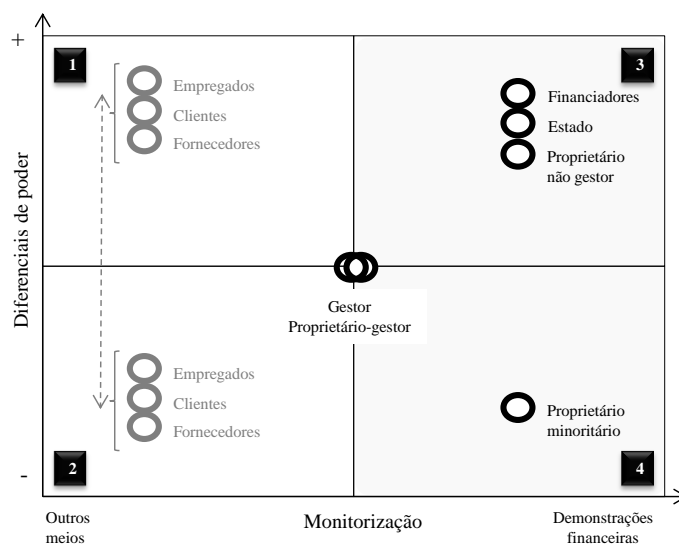 +
1
3
Empregados
Clientes
Fornecedores
Financiadores
Estado
Proprietário
não gestor
Diferenciais de poder
Gestor
Proprietário-gestor
Empregados
Clientes
Fornecedores
Proprietário
minoritário
2
4
-
Outros
meios
Monitorização
Demonstrações
financeiras